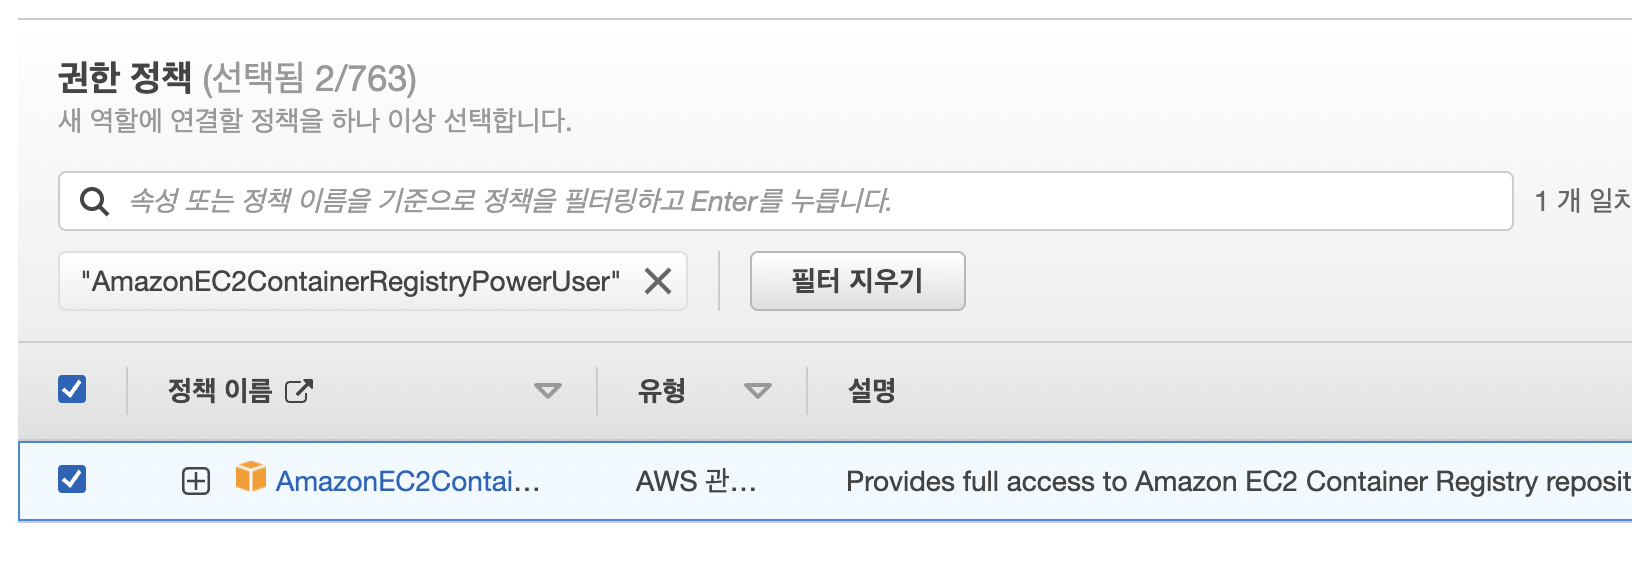 권한 정책 (선택됨 2/763)
새 역할에 연결할 정책을 하나 이상 선택합니다.
속성 또는 정책 이름을 기준으로 정책을 필터링하고 Enter를 누릅니다.
1 개 일치
"AmazonEC2ContainerRegistryPowerUser"
필터 지우기
정책 이름 유형 설명
AmazonEC2Contai... AWS 관... Provides full access to Amazon EC2 Container Registry reposit